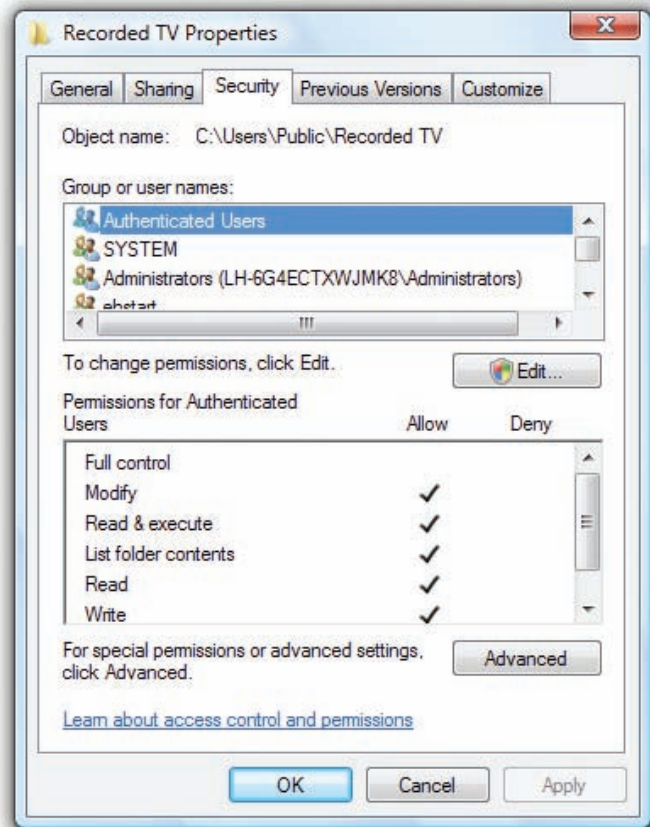 Recorded TV Properties
General Sharing Security Previous Versions Customize
Object name: C:\Users\Public\Recorded TV
Group or user names:
Authenticated Users
SYSTEM
Administrators (LH-6G4ECTXWJMK8\Administrators)
ehstart
To change permissions, click Edit.
Edit...
Permissions for Authenticated
Users Allow Deny
Full control
Modify
Read & execute
List folder contents
Read
Write
For special permissions or advanced settings,
click Advanced.
Advanced
Learn about access control and permissions
OK Cancel Apply